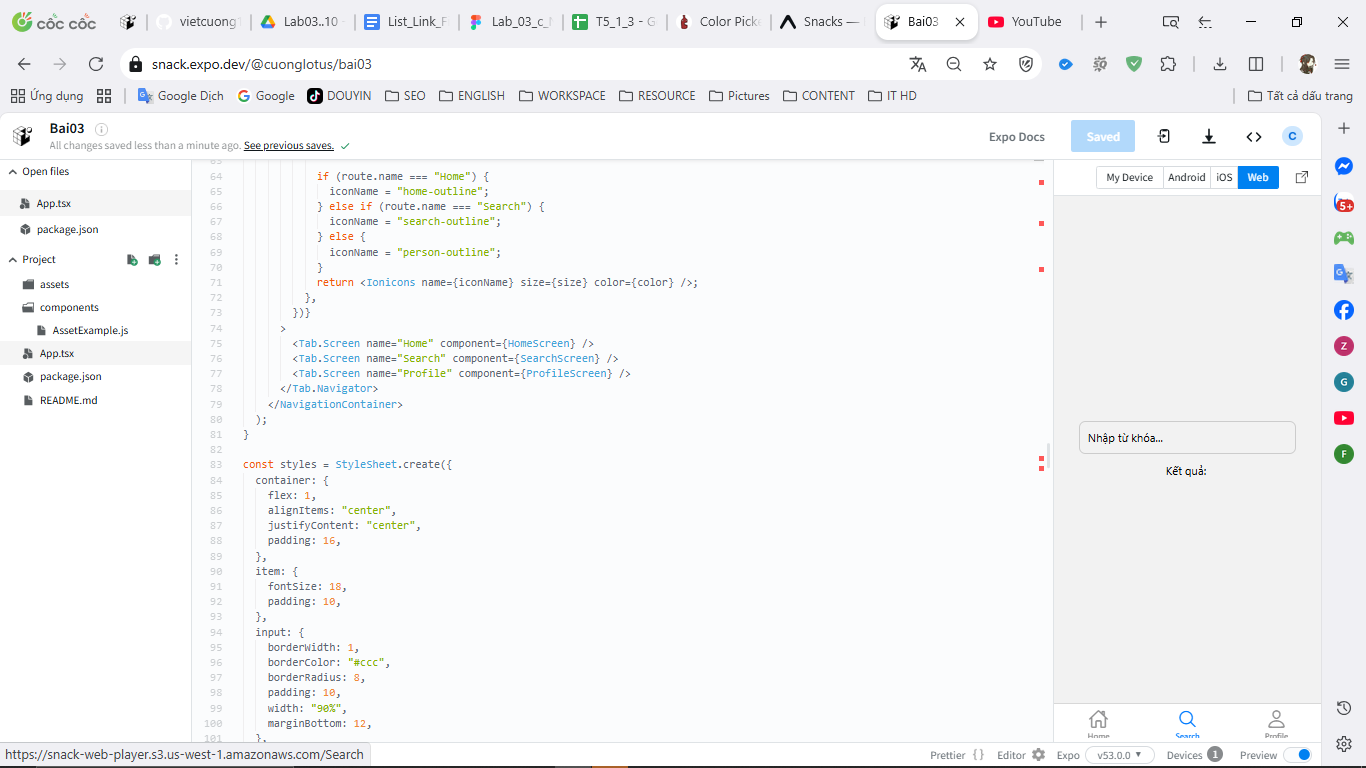 cốc cốc
vietcuong1
Lab03..10 -
List_Link_F
Lab_03_c_N
T5_1_3 - G
Color Picke
Snacks —
Bai03
YouTube
snack.expo.dev/@cuonglotus/bai03
Ứng dụng
Google Dịch
Google
DOUYIN
SEO
ENGLISH
WORKSPACE
RESOURCE
Pictures
CONTENT
IT HD
Tất cả dấu trang
Bai03
All changes saved less than a minute ago. See previous saves.
Expo Docs
Saved
C
Open files
App.tsx
package.json
Project
assets
components
AssetExample.js
App.tsx
package.json
README.md
64 if (route.name === "Home") {
65 iconName = "home-outline";
66 } else if (route.name === "Search") {
67 iconName = "search-outline";
68 } else {
69 iconName = "person-outline";
70 }
71 return <Ionicons name={iconName} size={size} color={color} />;
72 },
73 })}
74 >
75 <Tab.Screen name="Home" component={HomeScreen} />
76 <Tab.Screen name="Search" component={SearchScreen} />
77 <Tab.Screen name="Profile" component={ProfileScreen} />
78 </Tab.Navigator>
79 </NavigationContainer>
80 );
81 }
82
83 const styles = StyleSheet.create({
84 container: {
85 flex: 1,
86 alignItems: "center",
87 justifyContent: "center",
88 padding: 16,
89 },
90 item: {
91 fontSize: 18,
92 padding: 10,
93 },
94 input: {
95 borderWidth: 1,
96 borderColor: "#ccc",
97 borderRadius: 8,
98 padding: 10,
99 width: "90%",
100 marginBottom: 12,
},
My Device
Android
iOS
Web
Nhập từ khóa...
Kết quả:
Home
Search
Profile
5+
Z
G
F
https://snack-web-player.s3.us-west-1.amazonaws.com/Search
Prettier { }
Editor
Expo
v53.0.0
Devices 1
Preview